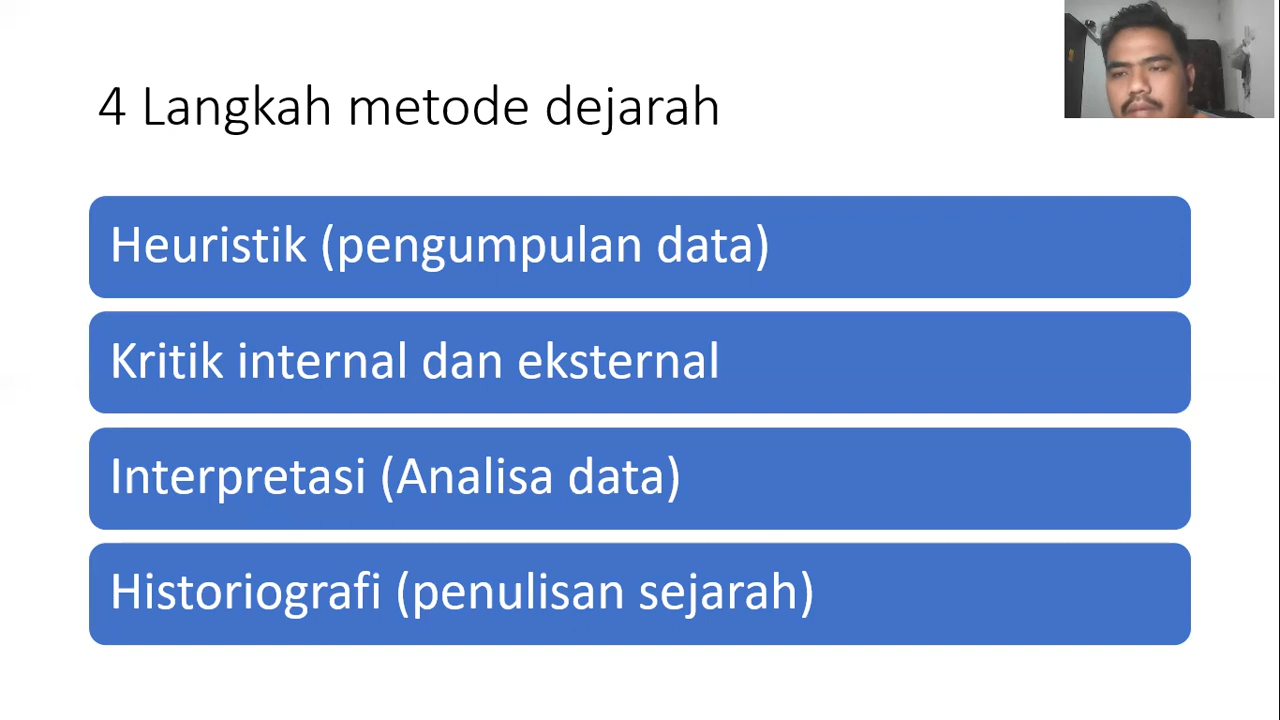 4 Langkah metode dejarah
Heuristik (pengumpulan data)
Kritik internal dan eksternal
Interpretasi (Analisa data)
Historiografi (penulisan sejarah)